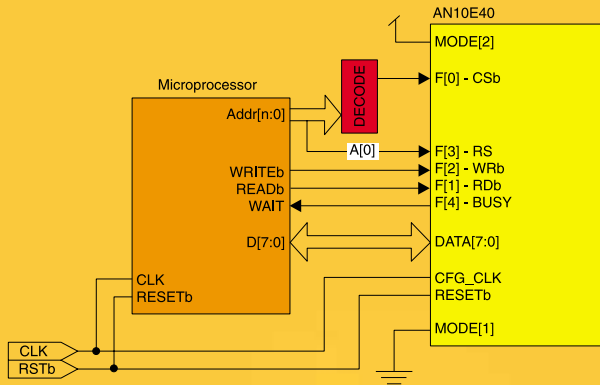 AN10E40
MODE[2]
Microprocessor
DECODE
F[0] - CSb
Addr[n:0]
A[0]
F[3] - RS
WRITEb
F[2] - WRb
READb
F[1] - RDb
WAIT
F[4] - BUSY
D[7:0]
DATA[7:0]
CLK
CFG_CLK
RESETb
RESETb
MODE[1]
CLK
RSTb